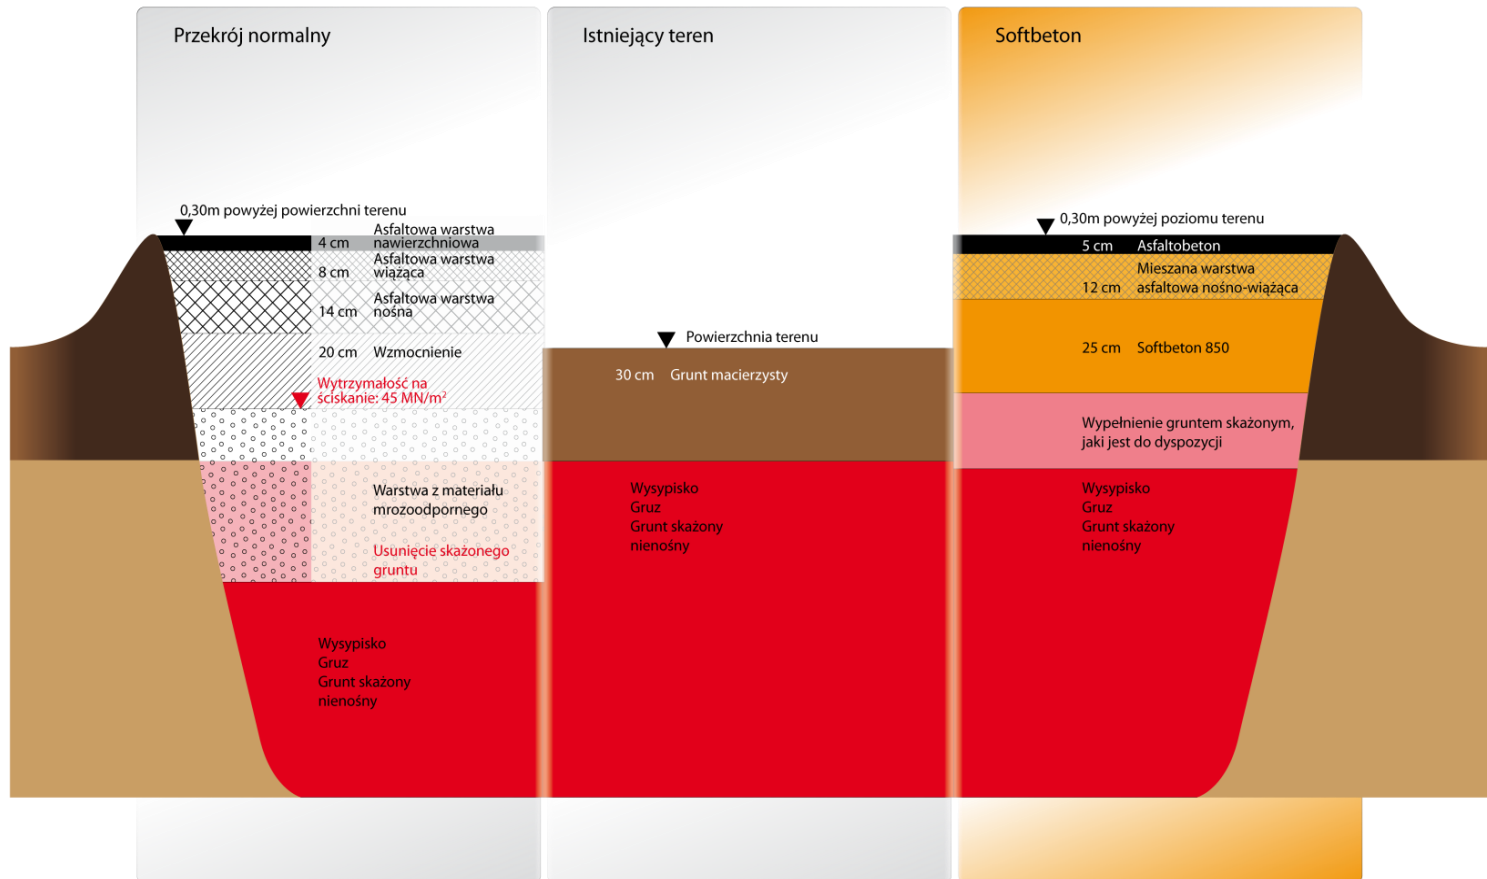 Przekrój normalny
0,30m powyżej powierzchni terenu
4 cm
Asfaltowa warstwa
nawierzchniowa
8 cm
Asfaltowa warstwa
wiążąca
14 cm
Asfaltowa warstwa
nośna
20 cm Wzmocnienie
Wytrzymałość na
ściskanie: 45 MN/m²
Warstwa z materiału
mrozoodpornego
Usunięcie skażonego
gruntu
Wysypisko
Gruz
Grunt skażony
nienośny
Istniejący teren
Powierzchnia terenu
30 cm Grunt macierzysty
Wysypisko
Gruz
Grunt skażony
nienośny
Softbeton
0,30m powyżej poziomu terenu
5 cm Asfaltobeton
12 cm
Mieszana warstwa
asfaltowa nośno-wiążąca
25 cm Softbeton 850
Wypełnienie gruntem skażonym,
jaki jest do dyspozycji
Wysypisko
Gruz
Grunt skażony
nienośny